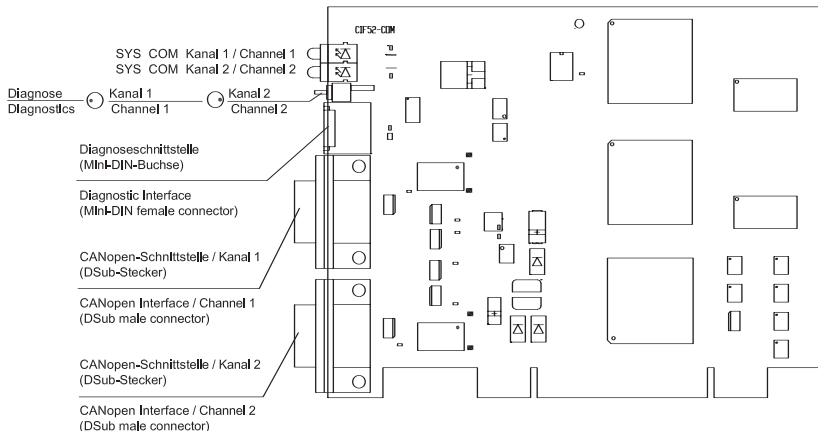 CIF52-COM
SYS COM Kanal 1 / Channel 1
SYS COM Kanal 2 / Channel 2
Diagnose Kanal 1 Kanal 2
Diagnostics Channel 1 Channel 2
Diagnoseschnittstelle
(MInI-DIN-Buchse)
Diagnostic Interface
(MInI-DIN female connector)
CANopen-Schnittstelle / Kanal 1
(DSub-Stecker)
CANopen Interface / Channel 1
(DSub male connector)
CANopen-Schnittstelle / Kanal 2
(DSub-Stecker)
CANopen Interface / Channel 2
(DSub male connector)